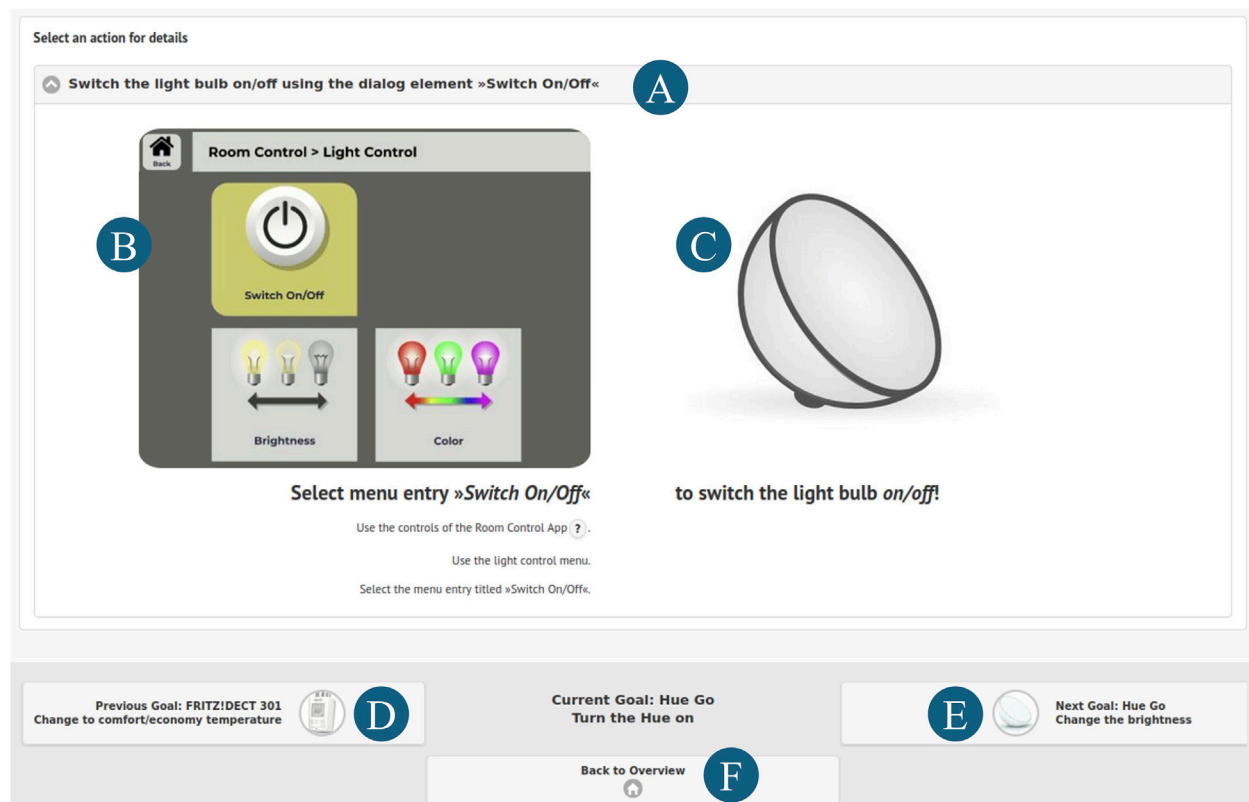 Select an action for details
Switch the light bulb on/off using the dialog element »Switch On/Off«
A
Back
Room Control > Light Control
B
C
Switch On/Off
Brightness
Color
Select menu entry »Switch On/Off«
to switch the light bulb on/off!
Use the controls of the Room Control App ? .
Use the light control menu.
Select the menu entry titled »Switch On/Off«.
Previous Goal: FRITZ!DECT 301
Change to comfort/economy temperature
D
Current Goal: Hue Go
Turn the Hue on
E
Next Goal: Hue Go
Change the brightness
Back to Overview
F